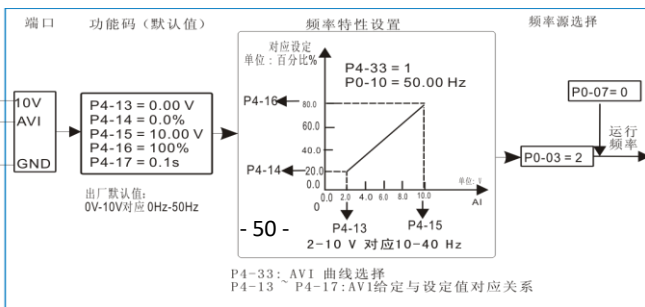 端口
功能码（默认值）
频率特性设置
频率源选择
10V
AVI
GND
P4-13 = 0.00 V
P4-14 = 0.0%
P4-15 = 10.00 V
P4-16 = 100%
P4-17 = 0.1s
出厂默认值:
0V-10V对应 0Hz-50Hz
对应设定
单位：百分比%
P4-33 = 1
P0-10 = 50.00 Hz
P4-16
80.0
60.0
40.0
P4-14
20.0
0.0
0.0 2.0 4.0 6.0 8.0 10.0
0
单位:
AI
P4-13
P4-15
- 50 -
2-10 V 对应10-40 Hz
P0-07= 0
运行
频率
P0-03 = 2
P4-33: AVI 曲线选择
P4-13 ~ P4-17:AVI给定与设定值对应关系